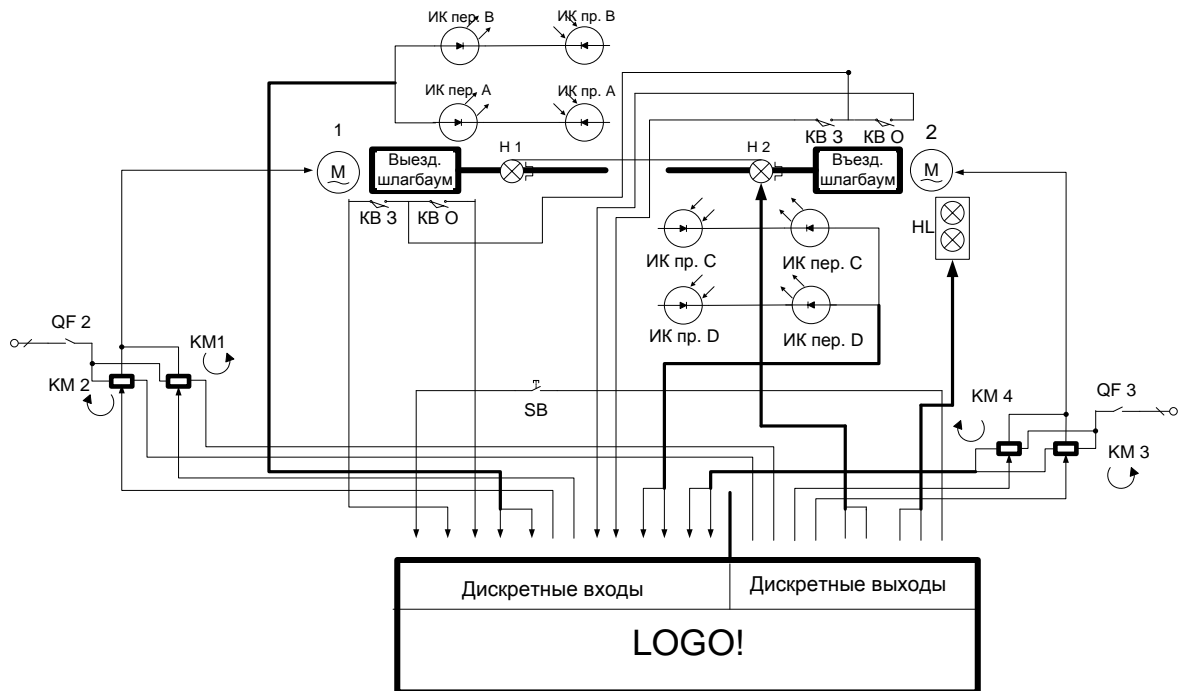 ИК пер. В ИК пр. В
ИК пер. А ИК пр. А
1
М
Выезд.
шлагбаум
Н 1
Н 2
КВ З КВ О
Въезд.
шлагбаум
2
М
КВ З КВ О
HL
ИК пр. С ИК пер. С
ИК пр. D ИК пер. D
QF 2
КМ1
КМ 2
SB
КМ 4
QF 3
КМ 3
Дискретные входы
Дискретные выходы
LOGO!